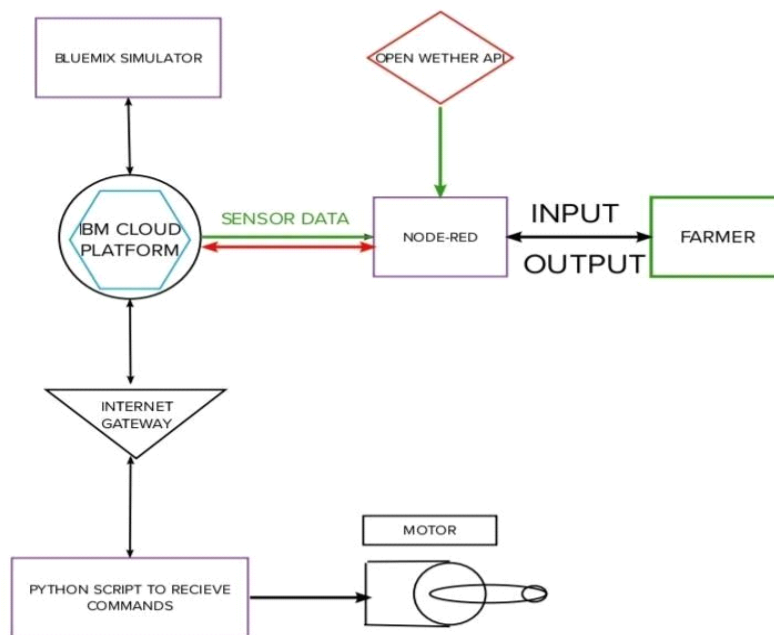 BLUEMIX SIMULATOR
OPEN WETHER API
IBM CLOUD
PLATFORM
SENSOR DATA
NODE-RED
INPUT
OUTPUT
FARMER
INTERNET
GATEWAY
MOTOR
PYTHON SCRIPT TO RECIEVE
COMMANDS